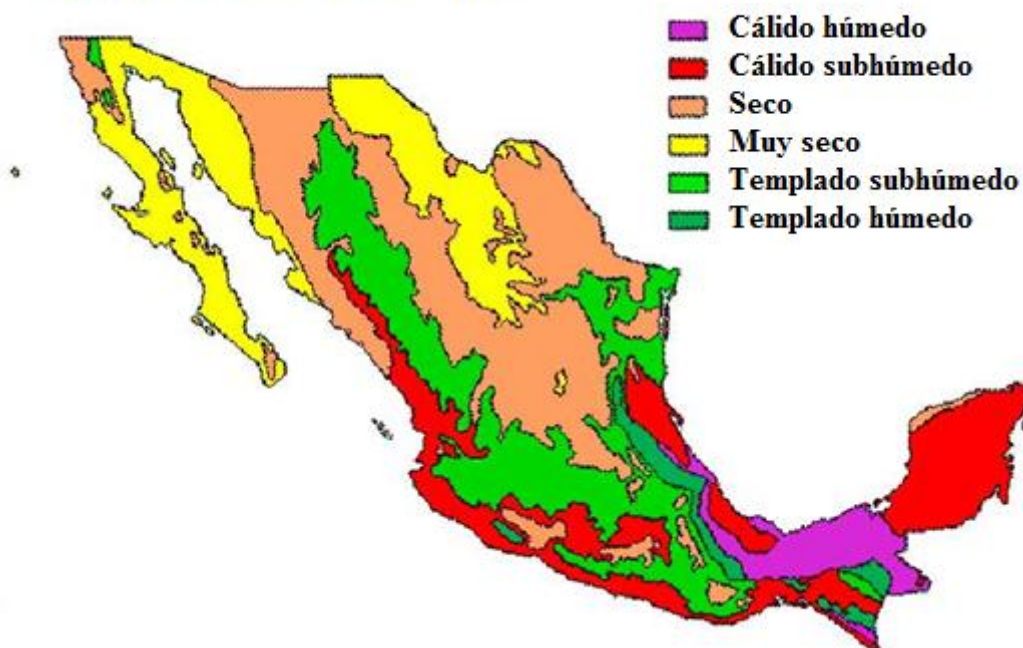 Cálido húmedo
Cálido subhúmedo
Seco
Muy seco
Templado subhúmedo
Templado húmedo